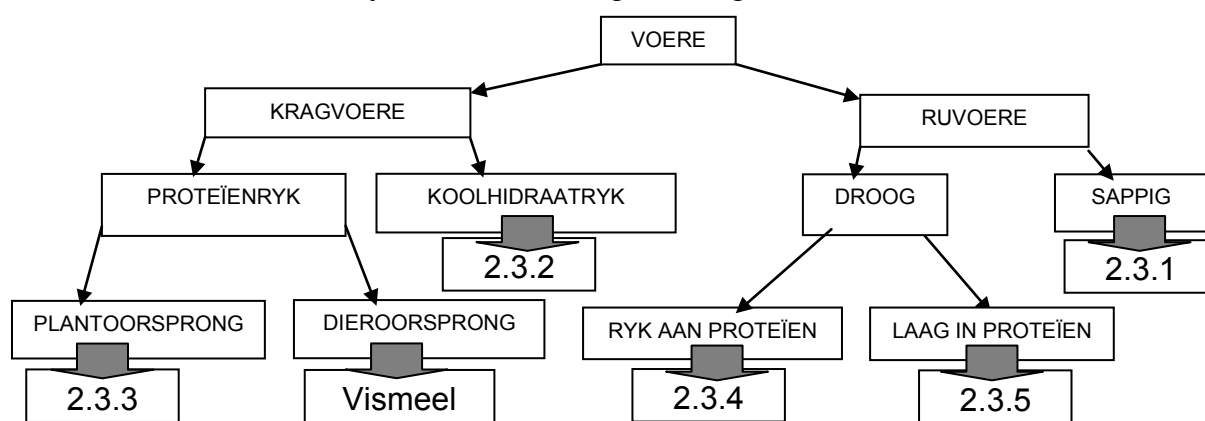 VOERE
KRAGVOERE
RUVOERE
PROTEÏENRYK
KOOLHIDRAATRYK
DROOG
SAPPIG
2.3.2
2.3.1
PLANTOORSPRONG
DIEROORSPRONG
RYK AAN PROTEÏEN
LAAG IN PROTEÏEN
2.3.3
Vismeel
2.3.4
2.3.5